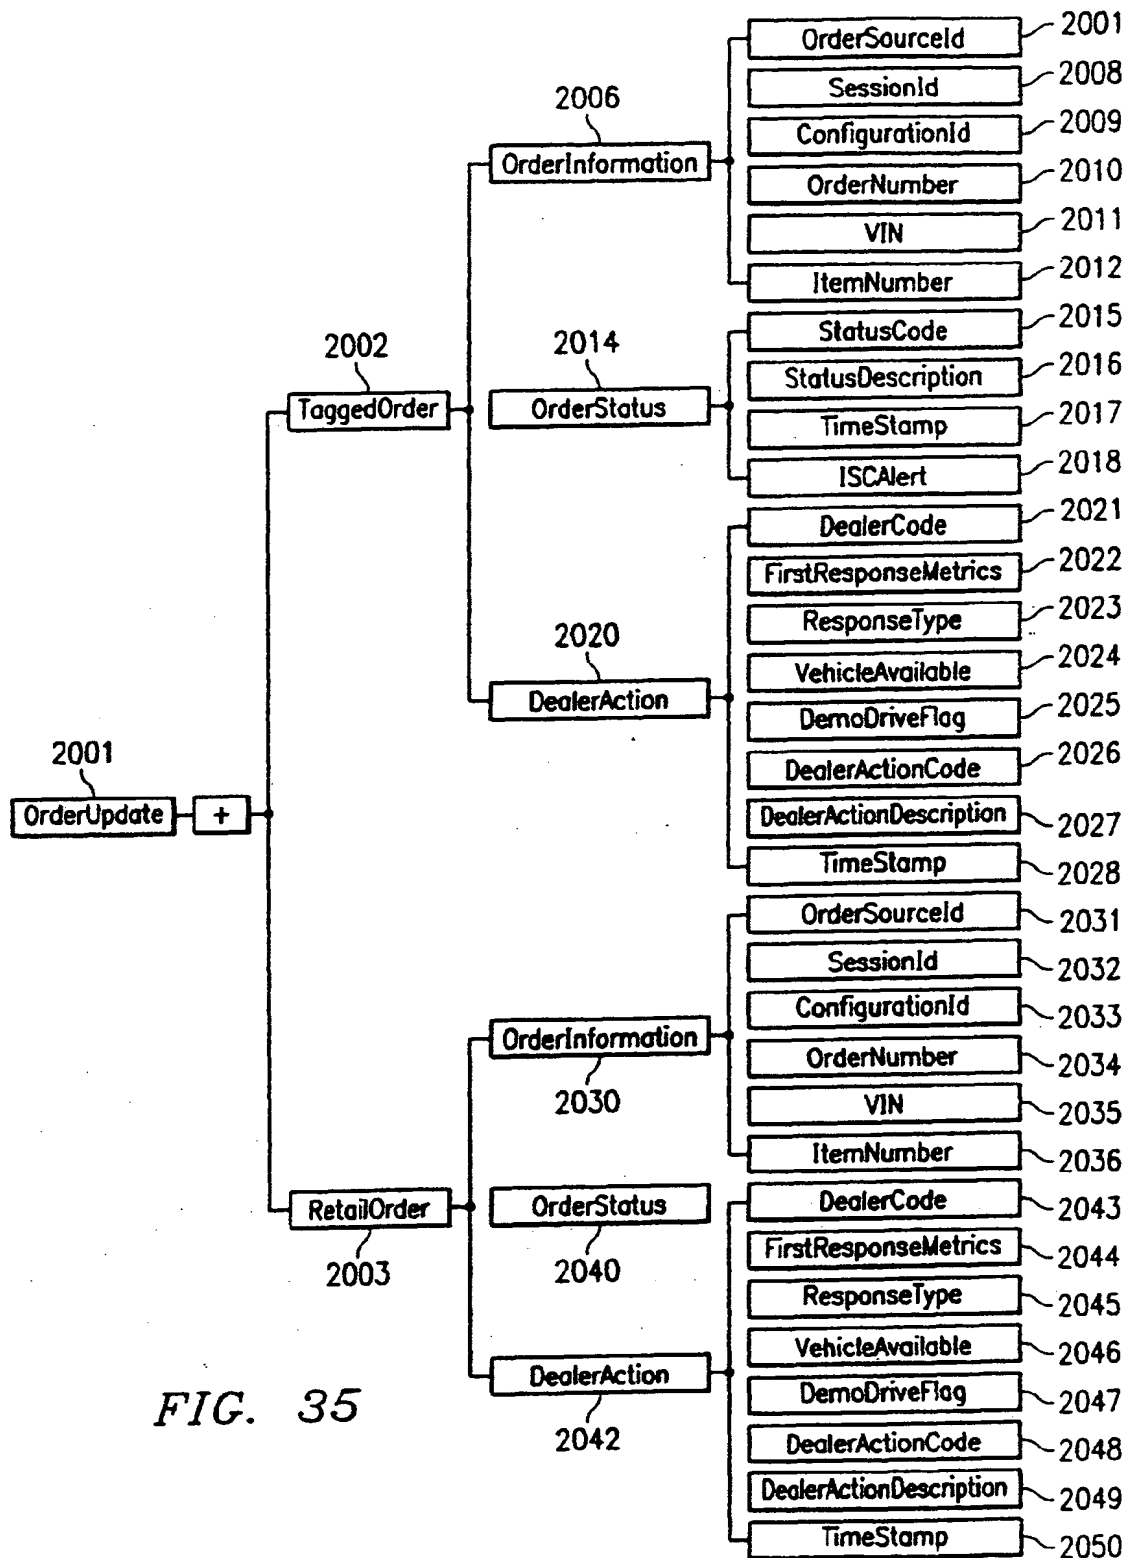 OrderSourceId 2001
SessionId 2008
2006
ConfigurationId 2009
OrderInformation
OrderNumber 2010
VIN 2011
ItemNumber 2012
StatusCode 2015
2002 2014
StatusDescription 2016
TaggedOrder OrderStatus
TimeStamp 2017
ISCAlert 2018
DealerCode 2021
FirstResponseMetrics 2022
ResponseType 2023
2020
VehicleAvailable 2024
DealerAction
DemoDriveFlag 2025
2001
DealerActionCode 2026
OrderUpdate +
DealerActionDescription 2027
TimeStamp 2028
OrderSourceId 2031
SessionId 2032
ConfigurationId 2033
OrderInformation
OrderNumber 2034
2030
VIN 2035
ItemNumber 2036
RetailOrder OrderStatus
DealerCode 2043
2003 2040
FirstResponseMetrics 2044
ResponseType 2045
VehicleAvailable 2046
DealerAction
DemoDriveFlag 2047
FIG. 35
2042
DealerActionCode 2048
DealerActionDescription 2049
TimeStamp 2050